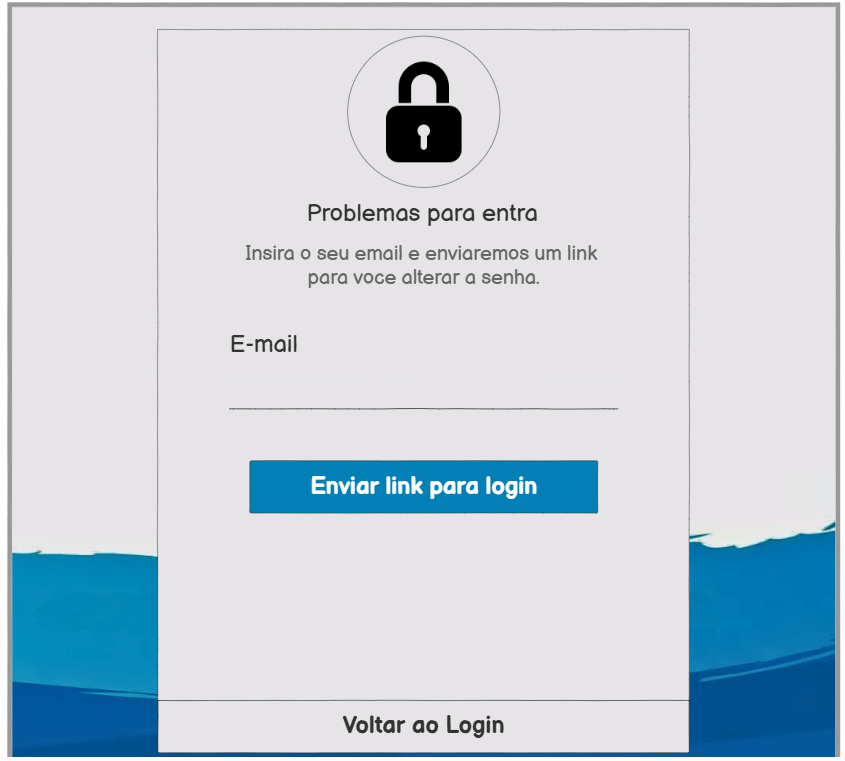 Problemas para entra
Insira o seu email e enviaremos um link
para voce alterar a senha.
E-mail
Enviar link para login
Voltar ao Login